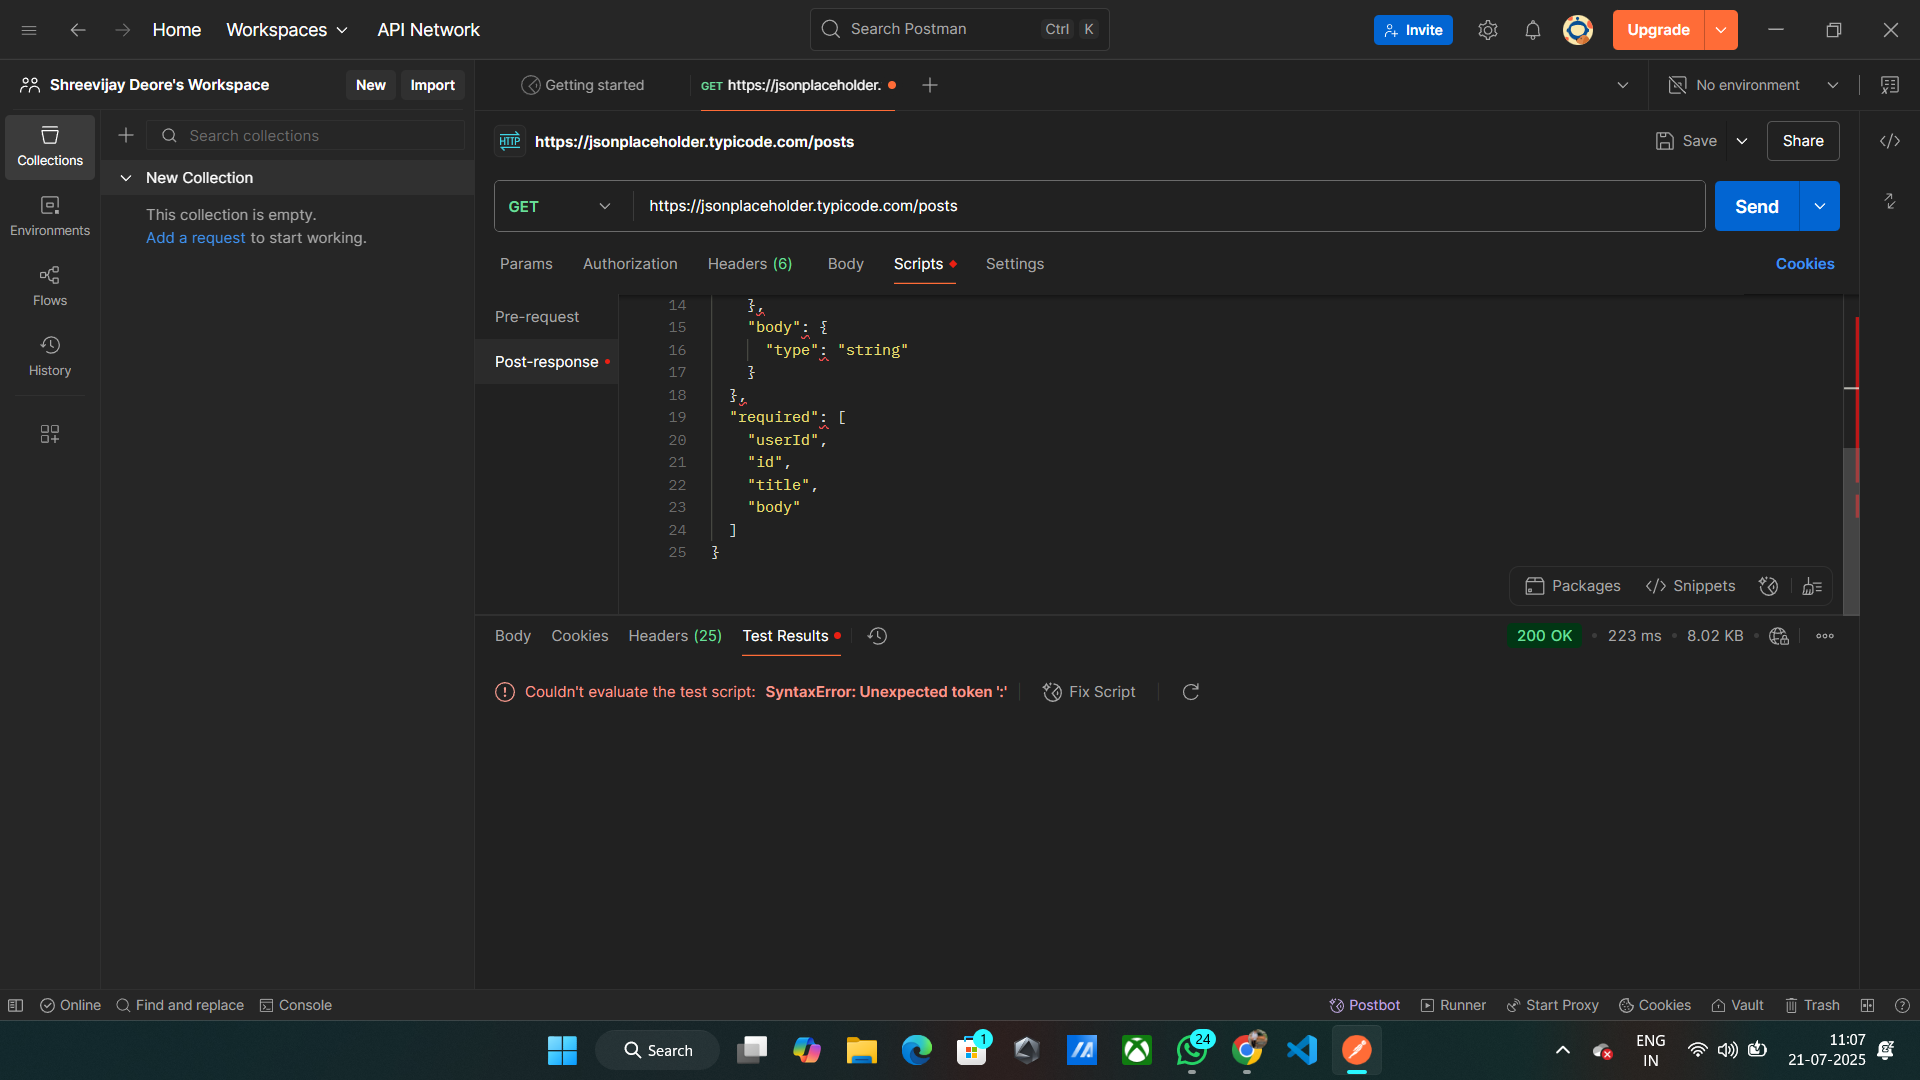 Home
Workspaces
API Network
Search Postman
Ctrl K
Invite
Upgrade
Shreevijay Deore's Workspace
New
Import
Getting started
GET https://jsonplaceholder.
No environment
Collections
Search collections
HTTP
https://jsonplaceholder.typicode.com/posts
Save
Share
New Collection
This collection is empty.
Add a request to start working.
Environments
Flows
History
GET
https://jsonplaceholder.typicode.com/posts
Send
Params
Authorization
Headers (6)
Body
Scripts
Settings
Cookies
Pre-request
Post-response
14 },
15 "body": {
16 "type": "string"
17 }
18 },
19 "required": [
20 "userId",
21 "id",
22 "title",
23 "body"
24 ]
25 }
Packages
Snippets
Body
Cookies
Headers (25)
Test Results
200 OK
223 ms
8.02 KB
Couldn't evaluate the test script: SyntaxError: Unexpected token ':'
Fix Script
Online
Find and replace
Console
Postbot
Runner
Start Proxy
Cookies
Vault
Trash
Search
1
24
ENG
IN
11:07
21-07-2025